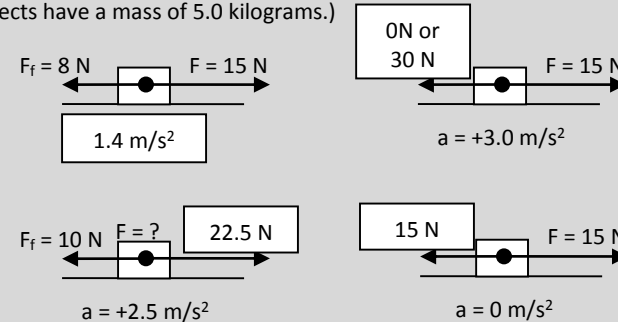 ects have a mass of 5.0 kilograms.)
Ff = 8 N F = 15 N
1.4 m/s²
0N or
30 N
F = 15 N
a = +3.0 m/s²
Ff = 10 N F = ? 22.5 N
a = +2.5 m/s²
15 N F = 15 N
a = 0 m/s²